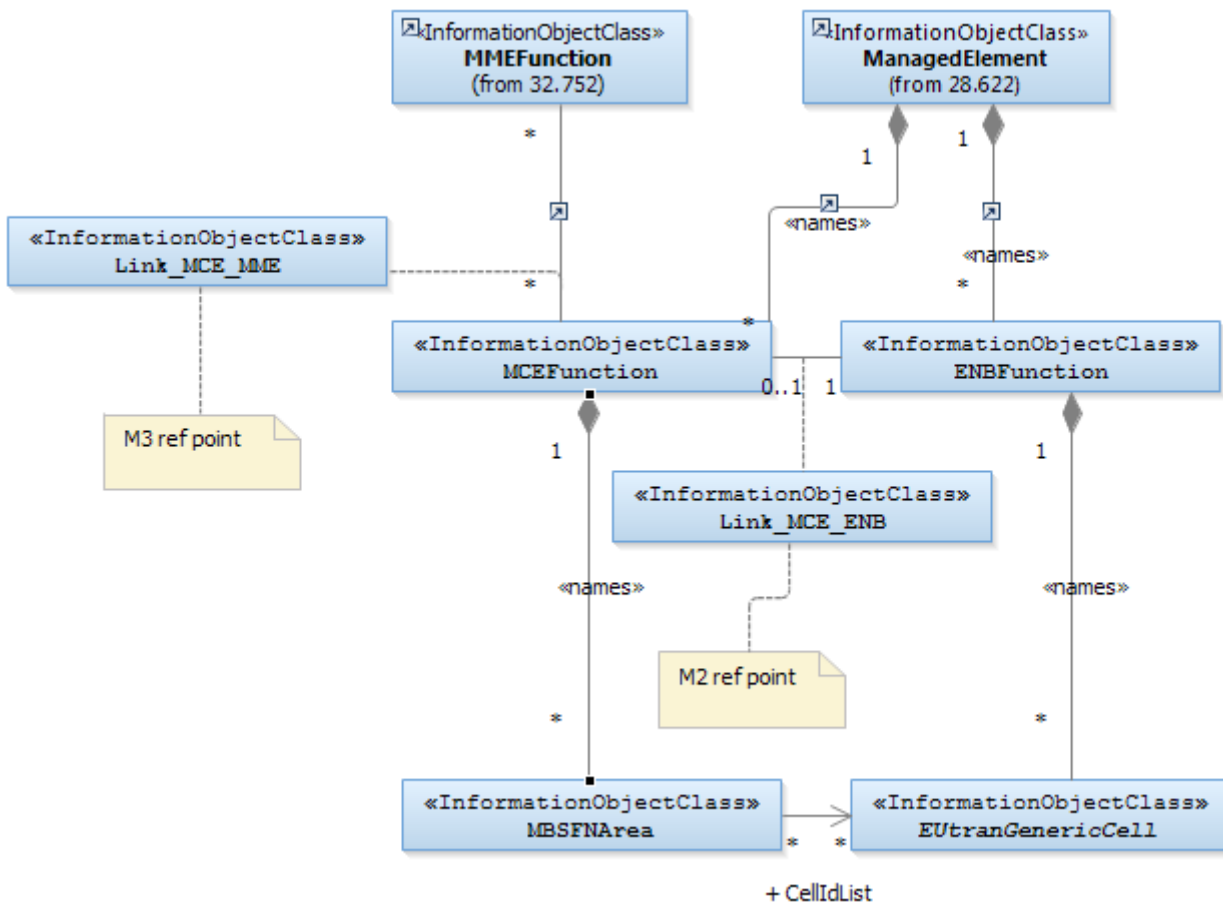 «InformationObjectClass»
MMEFunction
(from 32.752)
«InformationObjectClass»
ManagedElement
(from 28.622)
*
1
1
«names»
«InformationObjectClass»
Link_MCE_MME
«names»
*
*
*
«InformationObjectClass»
MCEFunction
«InformationObjectClass»
ENBFunction
0..1
1
M3 ref point
1
1
«InformationObjectClass»
Link_MCE_ENB
«names»
«names»
M2 ref point
*
*
«InformationObjectClass»
MBSFNArea
«InformationObjectClass»
EUtranGenericCell
*
*
+ CellIdList